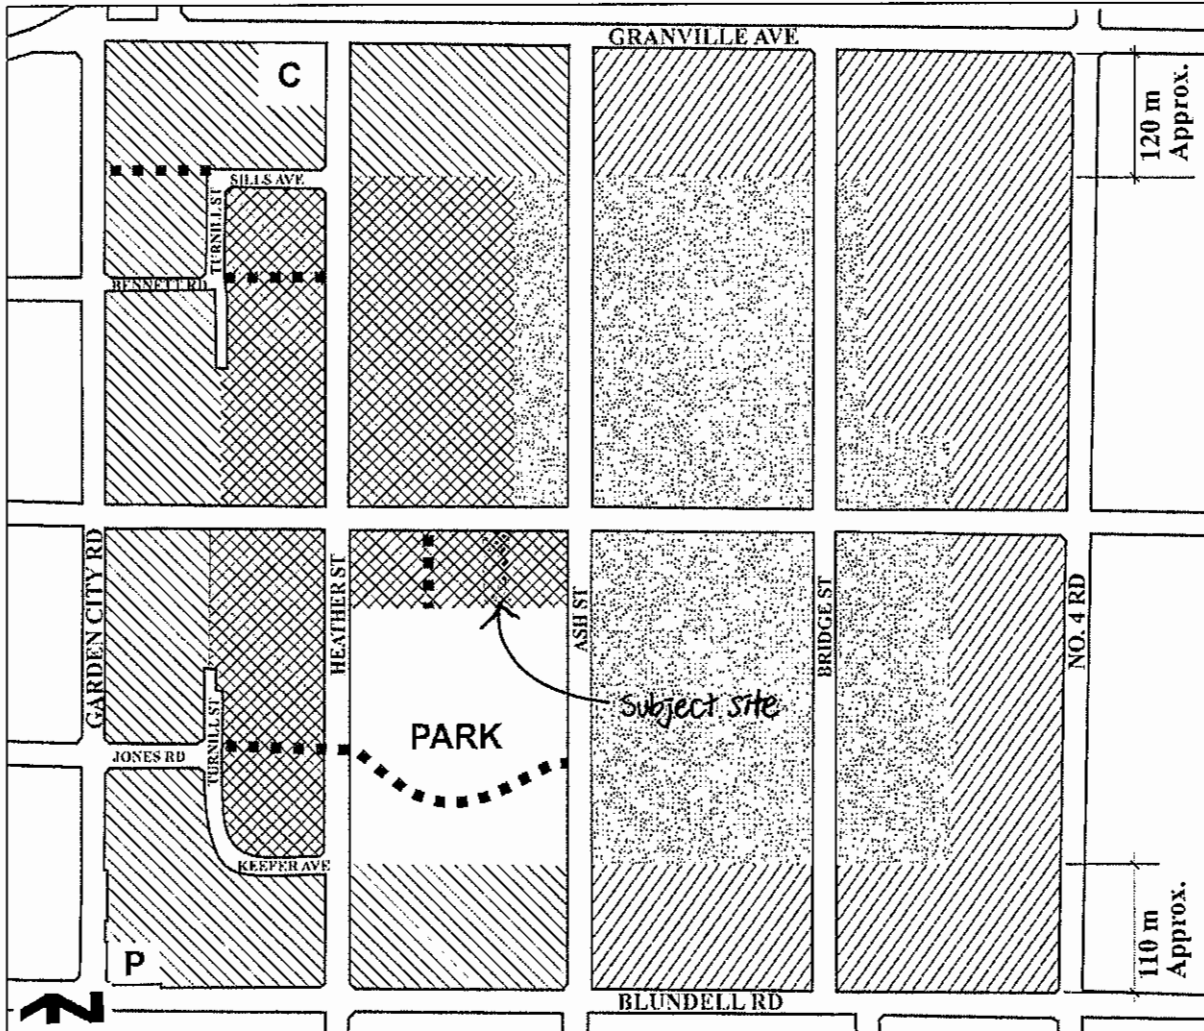 GRANVILLE AVE
C
120 m
Approx.
SILLS AVE
TURNILL ST
BENNETT RD
GARDEN CITY RD
HEATHER ST
ASH ST
BRIDGE ST
NO. 4 RD
Subject site
PARK
JONES RD
TURNILL ST
KEEFER AVE
110 m
Approx.
P
BLUNDELL RD